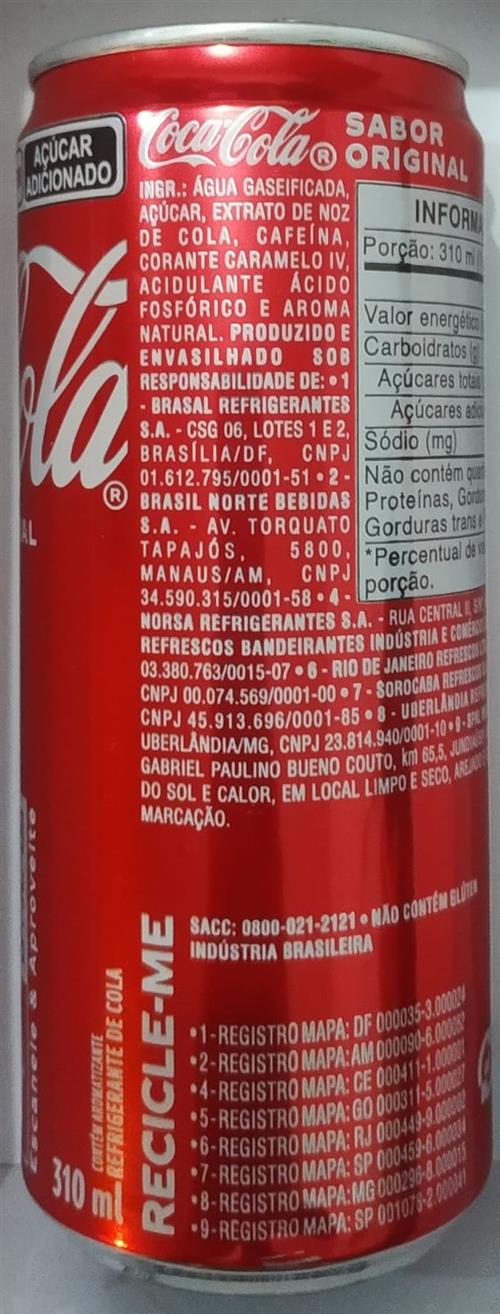 AÇÚCAR
ADICIONADO
Coca-Cola® SABOR
ORIGINAL
INGR.: ÁGUA GASEIFICADA,
AÇÚCAR, EXTRATO DE NOZ
DE COLA, CAFEÍNA,
CORANTE CARAMELO IV,
ACIDULANTE ÁCIDO
FOSFÓRICO E AROMA
NATURAL. PRODUZIDO E
ENVASILHADO SOB
RESPONSABILIDADE DE: • 1
- BRASAL REFRIGERANTES
S.A. - CSG 06, LOTES 1 E 2,
BRASÍLIA/DF, CNPJ
01.612.795/0001-51 • 2 -
BRASIL NORTE BEBIDAS
S.A. - AV. TORQUATO
TAPAJÓS, 5800,
MANAUS/AM, CNPJ
34.590.315/0001-58 • 4 -
NORSA REFRIGERANTES S.A. - RUA CENTRAL II,
REFRESCOS BANDEIRANTES INDÚSTRIA E COMÉRCIO
03.380.763/0015-07 • 6 - RIO DE JANEIRO REFRESCOS
CNPJ 00.074.569/0001-00 • 7 - SOROCABA REFRESCOS
CNPJ 45.913.696/0001-85 • 8 - UBERLÂNDIA
UBERLÂNDIA/MG, CNPJ 23.814.940/0001-10 • 9 -
GABRIEL PAULINO BUENO COUTO, km 65,5,
DO SOL E CALOR, EM LOCAL LIMPO E SECO,
MARCAÇÃO.
INFORMA
Porção: 310 ml
Valor energético
Carboidratos (g)
Açúcares totais
Açúcares
Sódio (mg)
Não contém
Proteínas,
Gorduras trans e
*Percentual de
porção.
ola®
AL
SACC: 0800-021-2121 • NÃO CONTÉM GLÚTEN
INDÚSTRIA BRASILEIRA
RECICLE-ME
•1-REGISTRO MAPA: DF 000035-3.000024
•2-REGISTRO MAPA: AM 000090-6.000052
•4-REGISTRO MAPA: CE 000411-1.000001
•5-REGISTRO MAPA: GO 000311-5.000027
•6-REGISTRO MAPA: RJ 000449-9.000002
•7-REGISTRO MAPA: SP 000459-6.000034
•8-REGISTRO MAPA: MG 000296-8.000015
•9-REGISTRO MAPA: SP 001076-2.000041
Escaneie & Aproveite
CONTÉM AROMATIZANTE
REFRIGERANTE DE COLA
310 ml